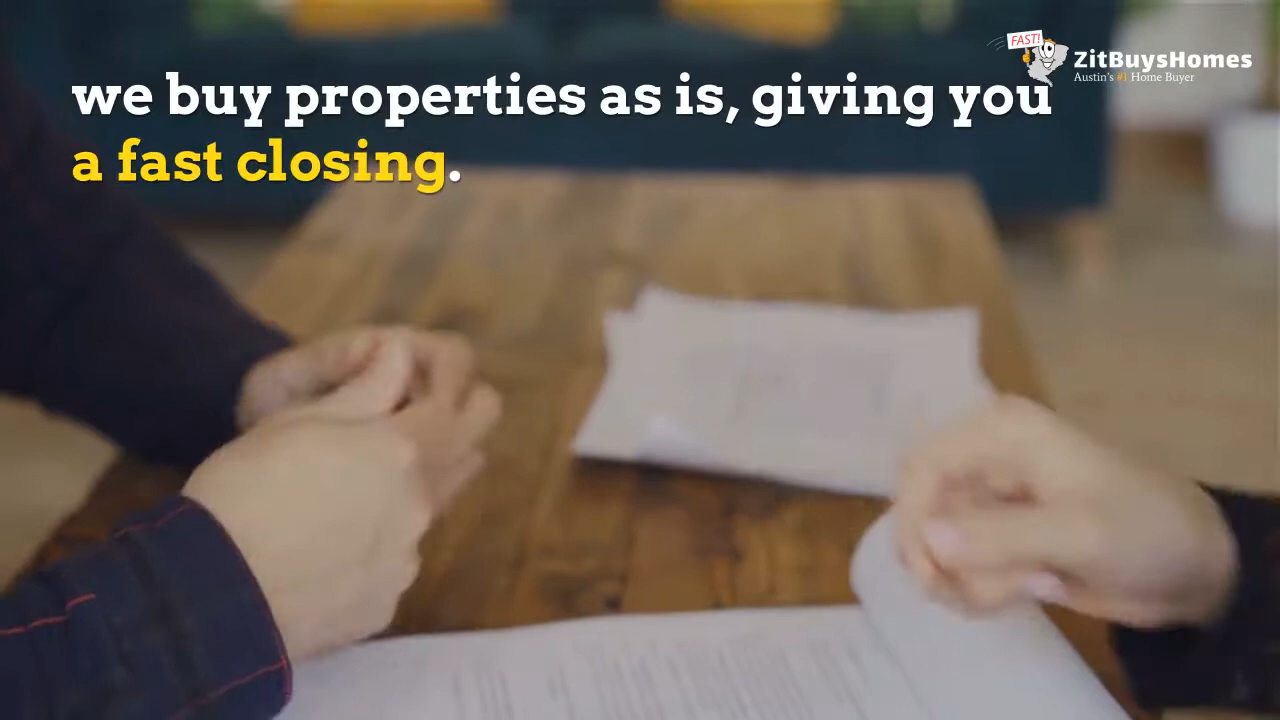 FAST!
ZitBuysHomes
Austin's #1 Home Buyer
we buy properties as is, giving you
a fast closing.